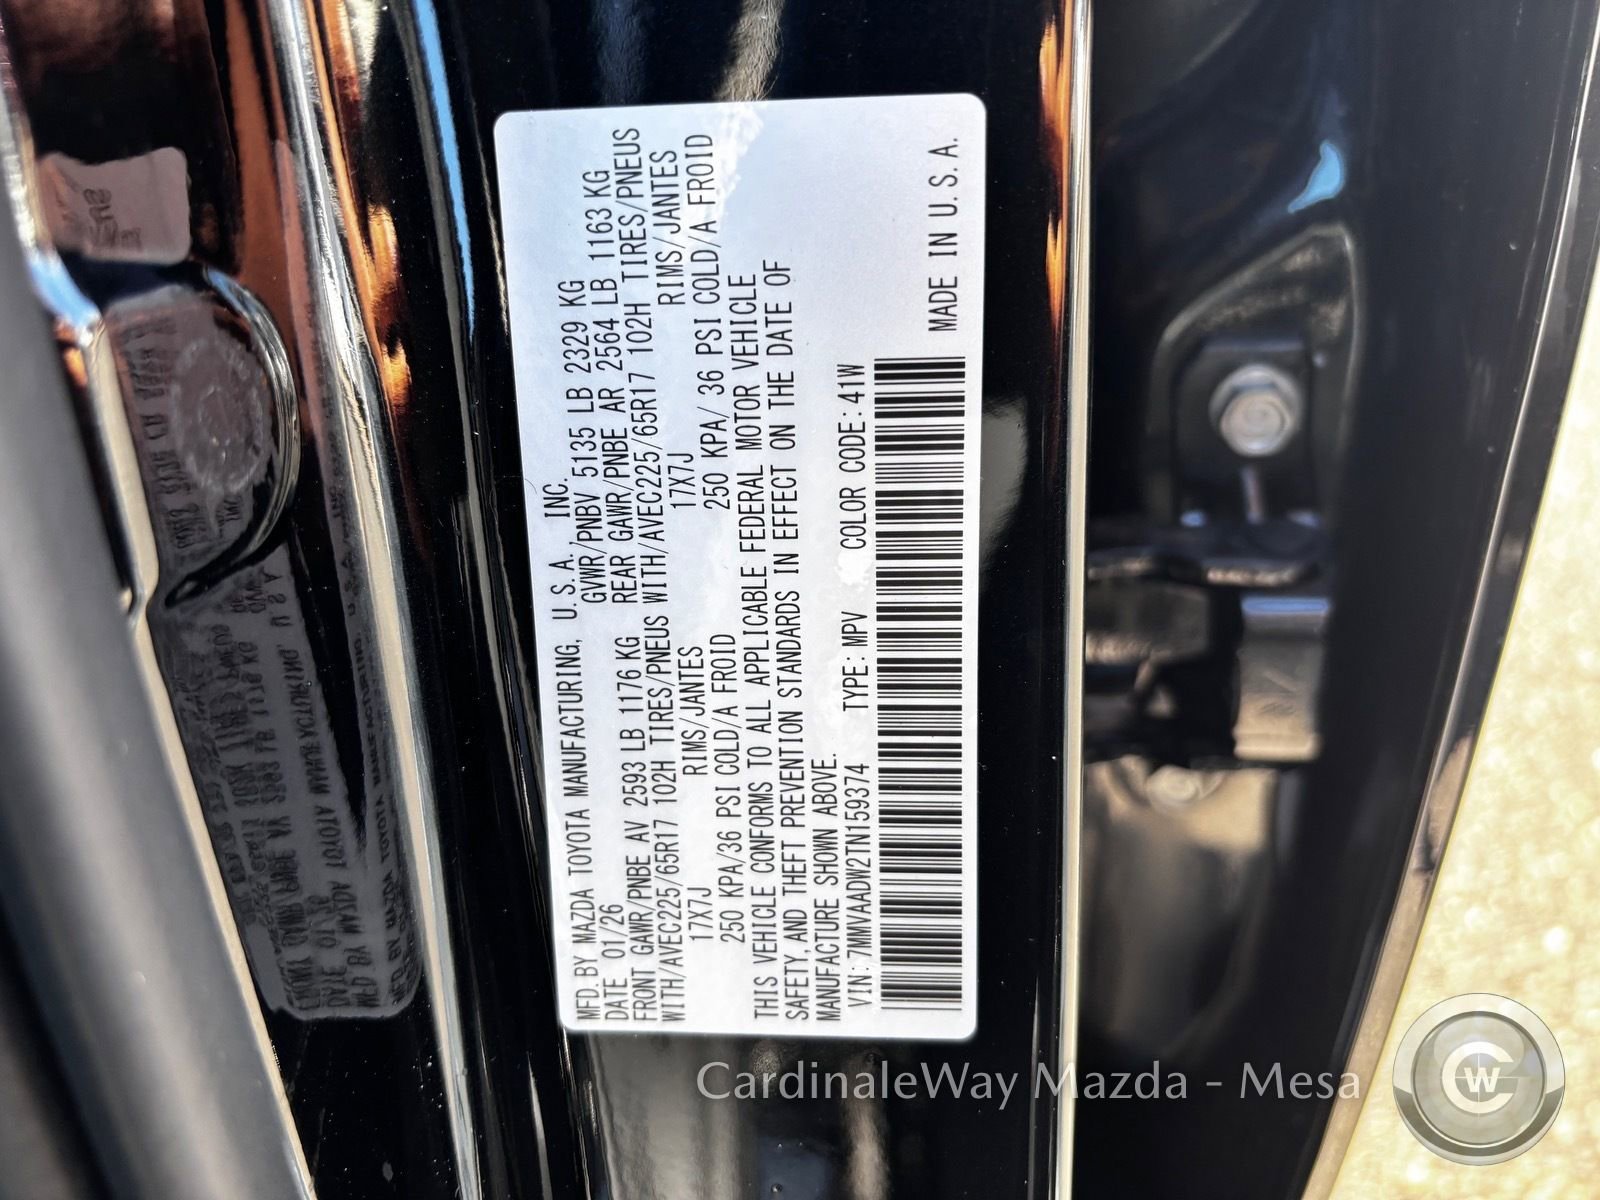 MFD.BY MAZDA TOYOTA MANUFACTURING, U.S.A., INC.
DATE 01/26 GVWR/PNBV 5135 LB 2329 KG
FRONT GAWR/PNBE AV 2593 LB 1176 KG REAR GAWR/PNBE AR 2564 LB 1163 KG
WITH/AVEC225/65R17 102H TIRES/PNEUS WITH/AVEC225/65R17 102H TIRES/PNEUS
17X7J RIMS/JANTES 17X7J RIMS/JANTES
250 KPA/36 PSI COLD/A FROID 250 KPA/ 36 PSI COLD/A FROID
THIS VEHICLE CONFORMS TO ALL APPLICABLE FEDERAL MOTOR VEHICLE
SAFETY, AND THEFT PREVENTION STANDARDS IN EFFECT ON THE DATE OF
MANUFACTURE SHOWN ABOVE.
VIN:7MMVAADW2TN159374 TYPE:MPV COLOR CODE:41W
MADE IN U.S.A.
CardinaleWay Mazda - Mesa
CW